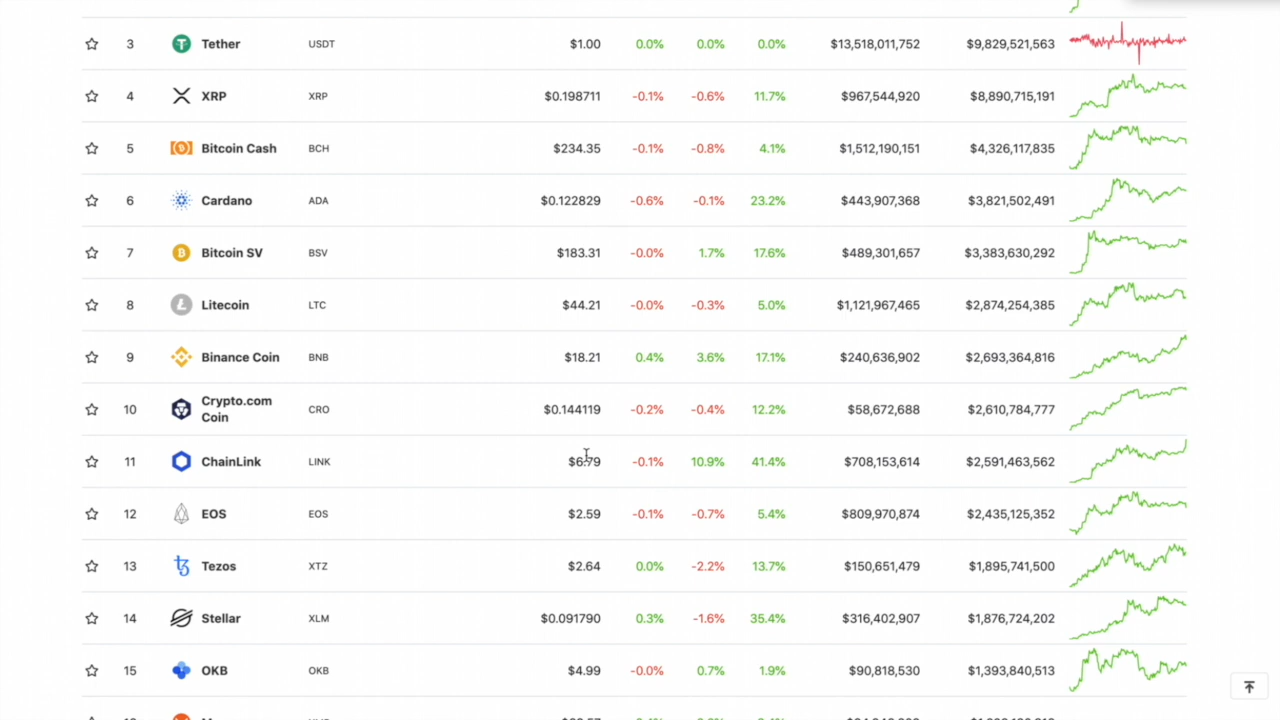 3 Tether USDT $1.00 0.0% 0.0% 0.0% $13,518,011,752 $9,829,521,563
4 XRP XRP $0.198711 -0.1% -0.6% 11.7% $967,544,920 $8,890,715,191
5 Bitcoin Cash BCH $234.35 -0.1% -0.8% 4.1% $1,512,190,151 $4,326,117,835
6 Cardano ADA $0.122829 -0.6% -0.1% 23.2% $443,907,368 $3,821,502,491
7 Bitcoin SV BSV $183.31 -0.0% 1.7% 17.6% $489,301,657 $3,383,630,292
8 Litecoin LTC $44.21 -0.0% -0.3% 5.0% $1,121,967,465 $2,874,254,385
9 Binance Coin BNB $18.21 0.4% 3.6% 17.1% $240,636,902 $2,693,364,816
10 Crypto.com Coin CRO $0.144119 -0.2% -0.4% 12.2% $58,672,688 $2,610,784,777
11 ChainLink LINK $6.79 -0.1% 10.9% 41.4% $708,153,614 $2,591,463,562
12 EOS EOS $2.59 -0.1% -0.7% 5.4% $809,970,874 $2,435,125,352
13 Tezos XTZ $2.64 0.0% -2.2% 13.7% $150,651,479 $1,895,741,500
14 Stellar XLM $0.091790 0.3% -1.6% 35.4% $316,402,907 $1,876,724,202
15 OKB OKB $4.99 -0.0% 0.7% 1.9% $90,818,530 $1,393,840,513